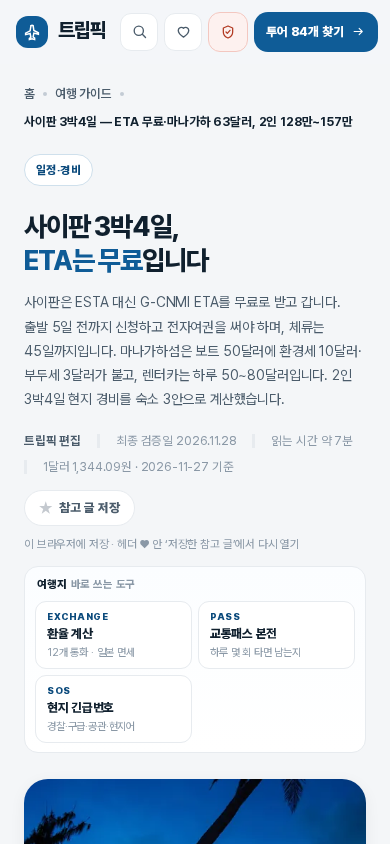 트립픽
투어 84개 찾기 →
홈 • 여행 가이드 •
사이판 3박4일 — ETA 무료·마나가하 63달러, 2인 128만~157만
일정·경비
사이판 3박4일,
ETA는 무료입니다
사이판은 ESTA 대신 G-CNMI ETA를 무료로 받고 갑니다.
출발 5일 전까지 신청하고 전자여권을 써야 하며, 체류는
45일까지입니다. 마나가하섬은 보트 50달러에 환경세 10달러·
부두세 3달러가 붙고, 렌터카는 하루 50~80달러입니다. 2인
3박4일 현지 경비를 숙소 3안으로 계산했습니다.
트립픽 편집 | 최종 검증일 2026.11.28 | 읽는 시간 약 7분
| 1달러 1,344.09원 · 2026-11-27 기준
★ 참고 글 저장
이 브라우저에 저장 · 헤더 ♥ 안 ‘저장한 참고 글’에서 다시 열기
여행지 바로 쓰는 도구
EXCHANGE
환율 계산
12개 통화 · 일본 면세
PASS
교통패스 본전
하루 몇 회 타면 남는지
SOS
현지 긴급번호
경찰·구급·공관·현지어